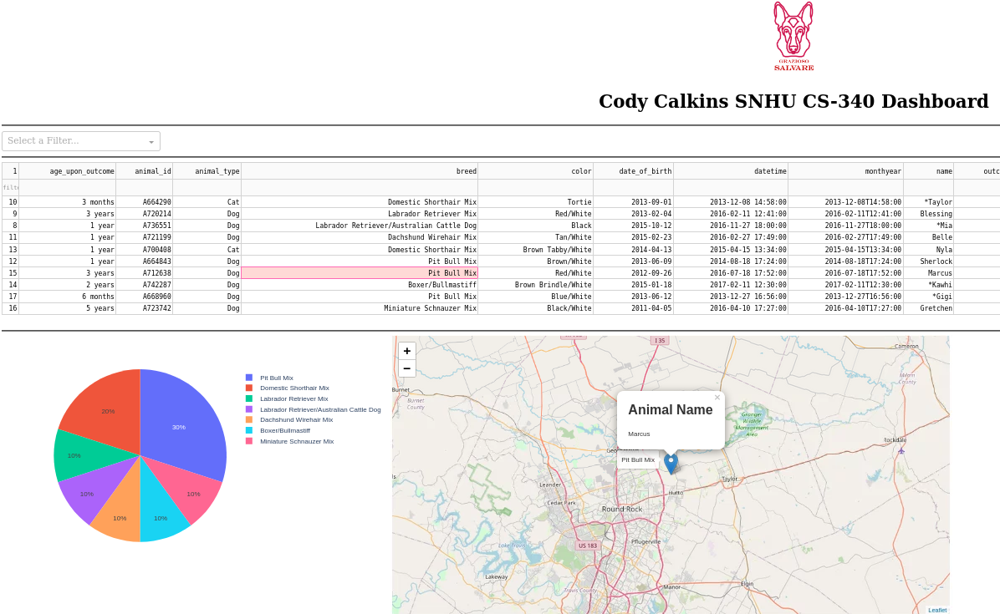 GRAZIOSO
SALVARE
Cody Calkins SNHU CS-340 Dashboard
Select a Filter...
1 age_upon_outcome animal_id animal_type breed color date_of_birth datetime monthyear name outc
filte
10 3 months A664290 Cat Domestic Shorthair Mix Tortie 2013-09-01 2013-12-08 14:58:00 2013-12-08T14:58:00 *Taylor
9 3 years A720214 Dog Labrador Retriever Mix Red/White 2013-02-04 2016-02-11 12:41:00 2016-02-11T12:41:00 Blessing
8 1 year A736551 Dog Labrador Retriever/Australian Cattle Dog Black 2015-10-12 2016-11-27 18:00:00 2016-11-27T18:00:00 *Mia
11 1 year A721199 Dog Dachshund Wirehair Mix Tan/White 2015-02-23 2016-02-27 17:49:00 2016-02-27T17:49:00 Belle
13 1 year A700408 Cat Domestic Shorthair Mix Brown Tabby/White 2014-04-13 2015-04-15 13:34:00 2015-04-15T13:34:00 Nyla
12 1 year A664843 Dog Pit Bull Mix Brown/White 2013-06-09 2014-08-18 17:24:00 2014-08-18T17:24:00 Sherlock
15 3 years A712638 Dog Pit Bull Mix Red/White 2012-09-26 2016-07-18 17:52:00 2016-07-18T17:52:00 Marcus
14 2 years A742287 Dog Boxer/Bullmastiff Brown Brindle/White 2015-01-18 2017-02-11 12:30:00 2017-02-11T12:30:00 *Kawhi
17 6 months A668960 Dog Pit Bull Mix Blue/White 2013-06-12 2013-12-27 16:56:00 2013-12-27T16:56:00 *Gigi
16 5 years A723742 Dog Miniature Schnauzer Mix Black/White 2011-04-05 2016-04-10 17:27:00 2016-04-10T17:27:00 Gretchen
20%
30%
10%
10%
10%
10%
10%
Pit Bull Mix
Domestic Shorthair Mix
Labrador Retriever Mix
Labrador Retriever/Australian Cattle Dog
Dachshund Wirehair Mix
Boxer/Bullmastiff
Miniature Schnauzer Mix
+
−
I 35
Cameron
Milam
County
Burnet
Burnet
County
×
Animal Name
Marcus
Granger
Wildlife
Management
Area
Rockdale
Geo
Pit Bull Mix
ls
Leander
Taylor
Hutto
Cedar Park
Round Rock
US 183
Pflugerville
Lake Travis
Lakeway
Travis County
Manor
Elgin
Leaflet